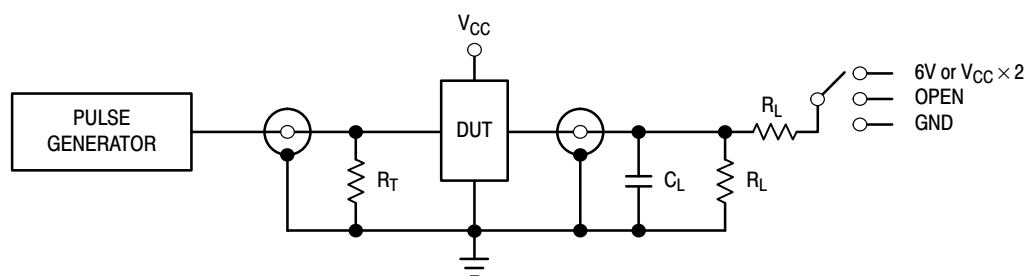 V_CC
6V or V_CC × 2
OPEN
GND
PULSE
GENERATOR
DUT
R_L
R_T
C_L
R_L